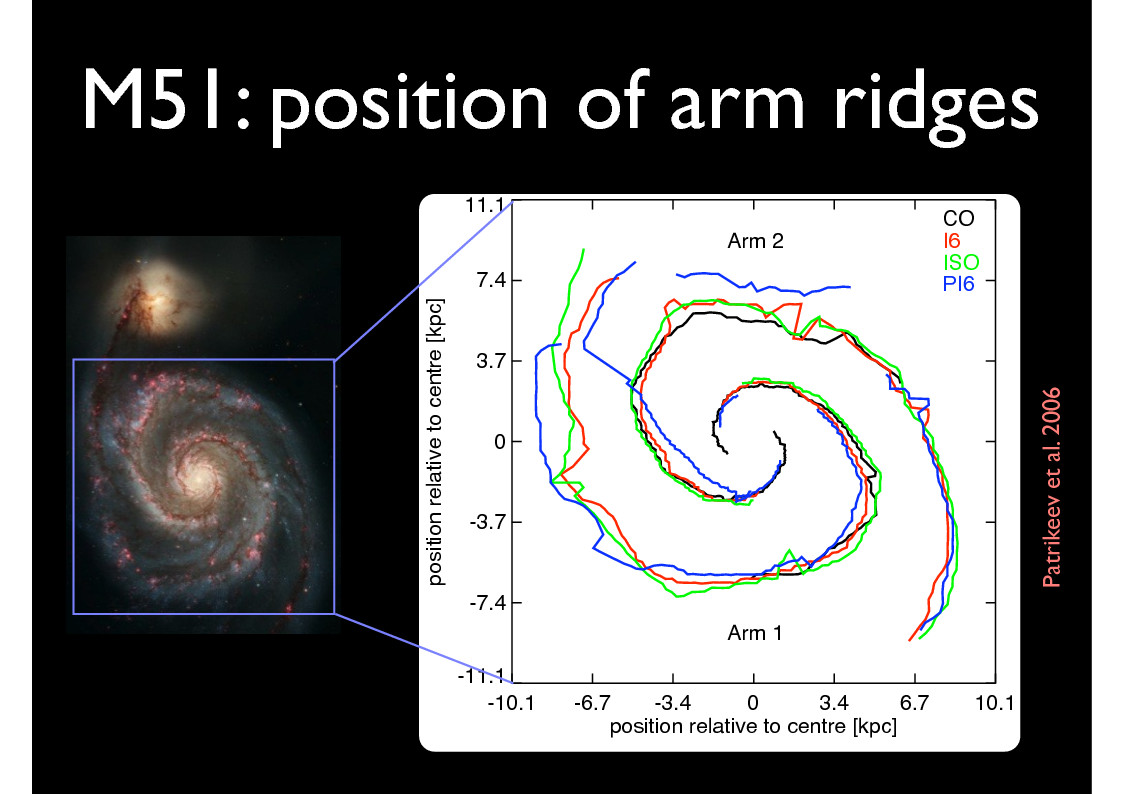 M51: position of arm ridges
11.1
7.4
3.7
0
-3.7
-7.4
-11.1
position relative to centre [kpc]
Arm 2
CO
I6
ISO
PI6
Arm 1
-10.1 -6.7 -3.4 0 3.4 6.7 10.1
position relative to centre [kpc]
Patrikeev et al. 2006